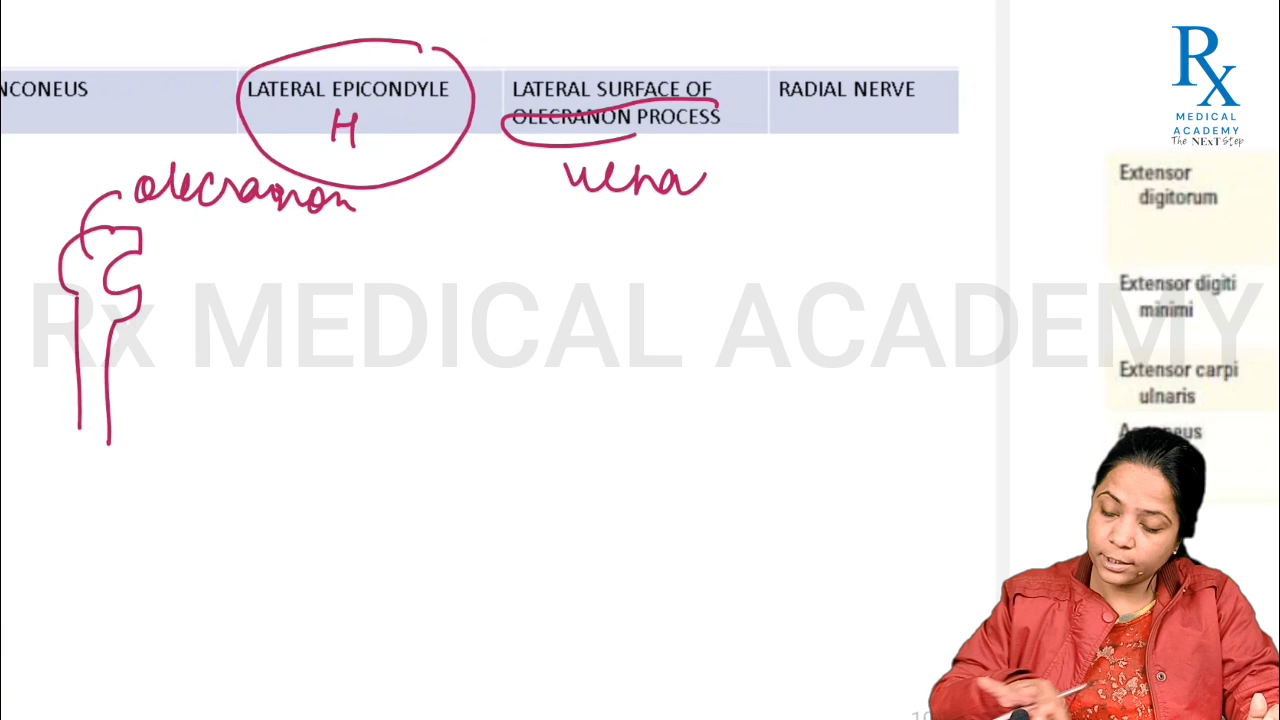 NCONEUS
LATERAL EPICONDYLE
H
LATERAL SURFACE OF
OLECRANON PROCESS
RADIAL NERVE
olecranon
ulna
Rx MEDICAL ACADEMY
Rx
MEDICAL
ACADEMY
The NExT Step
Extensor
digitorum
Extensor digiti
minimi
Extensor carpi
ulnaris